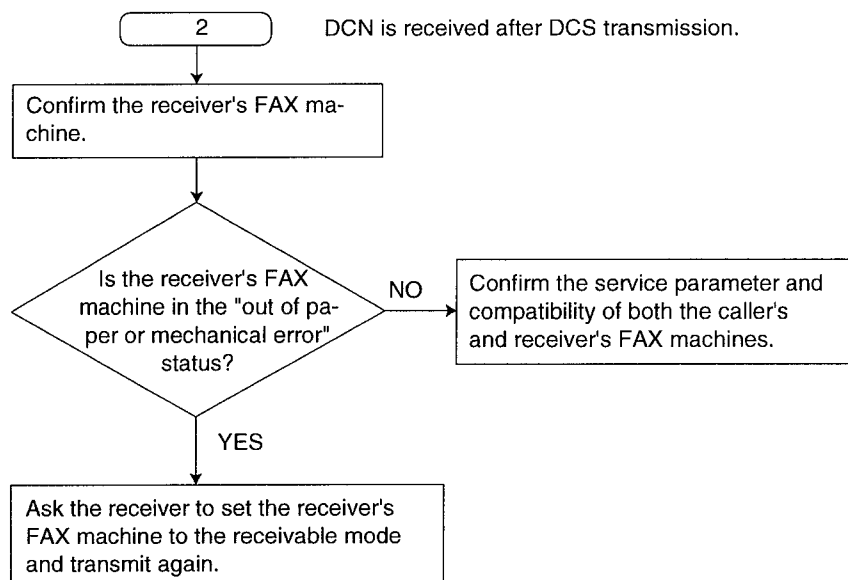 2
DCN is received after DCS transmission.
Confirm the receiver's FAX ma-
chine.
Is the receiver's FAX
machine in the "out of pa-
per or mechanical error"
status?
NO
Confirm the service parameter and
compatibility of both the caller's
and receiver's FAX machines.
YES
Ask the receiver to set the receiver's
FAX machine to the receivable mode
and transmit again.